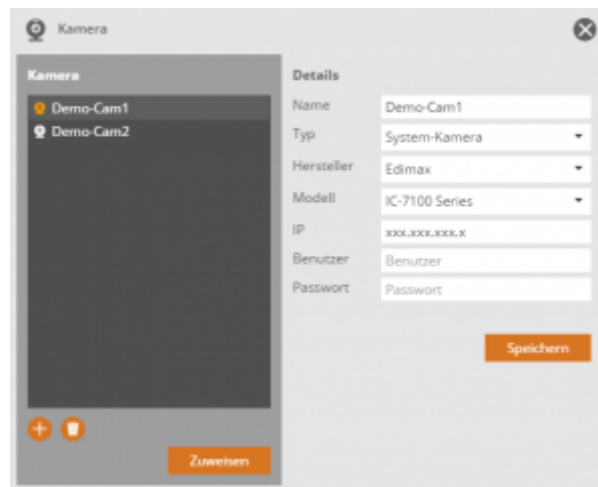 Kamera
Kamera
Demo-Cam1
Demo-Cam2
Zuweisen
Details
Name Demo-Cam1
Typ System-Kamera
Hersteller Edimax
Modell IC-7100 Series
IP xxx.xxx.xxx.x
Benutzer Benutzer
Passwort Passwort
Speichern